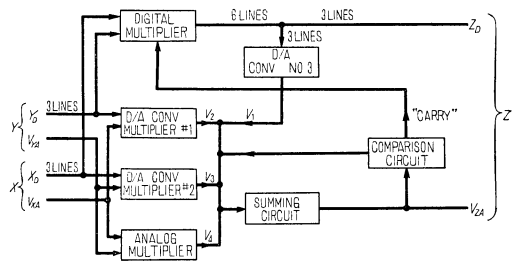 6 LINES
3 LINES
DIGITAL
MULTIPLIER
Z_D
3 LINES
D/A
CONV NO 3
3 LINES
Y_D
Y
V_YA
D/A CONV
MULTIPLIER #1
V_2
V_1
"CARRY"
Z
COMPARISON
CIRCUIT
3 LINES
X_D
X
V_XA
D/A CONV
MULTIPLIER #2
V_3
SUMMING
CIRCUIT
V_ZA
ANALOG
MULTIPLIER
V_4